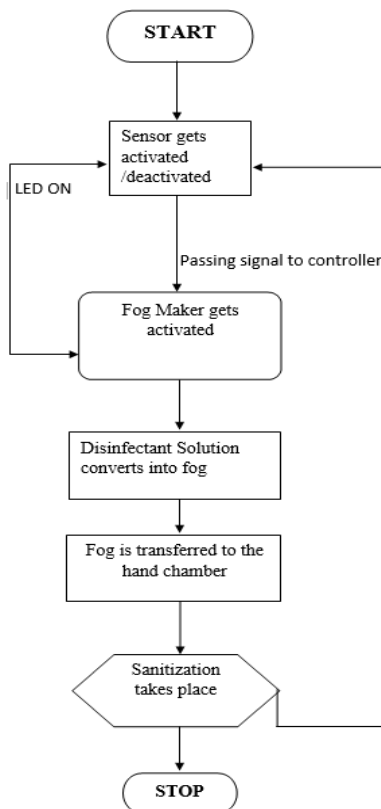 START
Sensor gets
activated
/deactivated
LED ON
Passing signal to controller
Fog Maker gets
activated
Disinfectant Solution
converts into fog
Fog is transferred to the
hand chamber
Sanitization
takes place
STOP